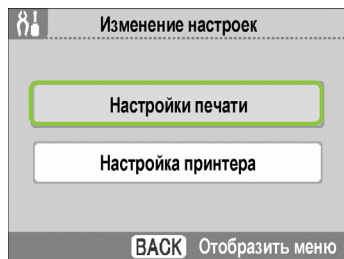 Изменение настроек
Настройки печати
Настройка принтера
BACK Отобразить меню